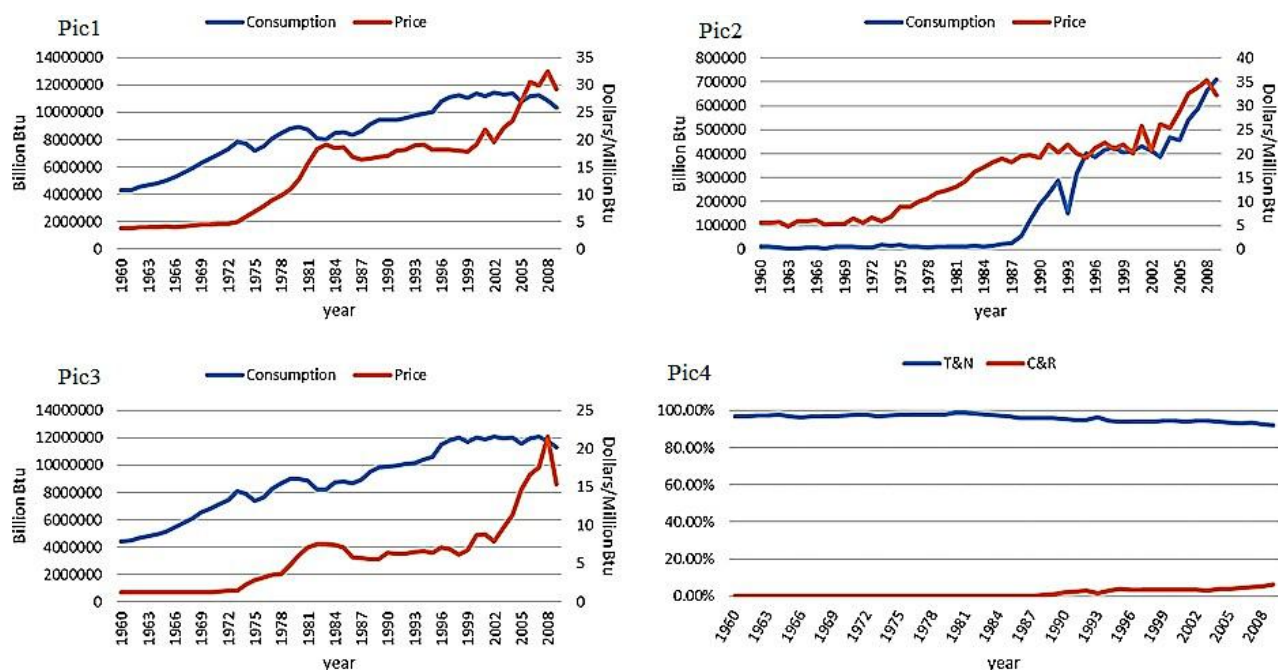 Pic1
Consumption Price
Billion Btu
14000000
12000000
10000000
8000000
6000000
4000000
2000000
0
35
30
25
20
15
10
5
0
Dollars/Million Btu
1960 1963 1966 1969 1972 1975 1978 1981 1984 1987 1990 1993 1996 1999 2002 2005 2008
year
Pic2
Consumption Price
Billion Btu
800000
700000
600000
500000
400000
300000
200000
100000
0
40
35
30
25
20
15
10
5
0
Dollars/Million Btu
1960 1963 1966 1969 1972 1975 1978 1981 1984 1987 1990 1993 1996 1999 2002 2005 2008
year
Pic3
Consumption Price
Billion Btu
14000000
12000000
10000000
8000000
6000000
4000000
2000000
0
25
20
15
10
5
0
Dollars/Million Btu
1960 1963 1966 1969 1972 1975 1978 1981 1984 1987 1990 1993 1996 1999 2002 2005 2008
year
Pic4
T&N C&R
100.00%
80.00%
60.00%
40.00%
20.00%
0.00%
1960 1963 1966 1969 1972 1975 1978 1981 1984 1987 1990 1993 1996 1999 2002 2005 2008
year